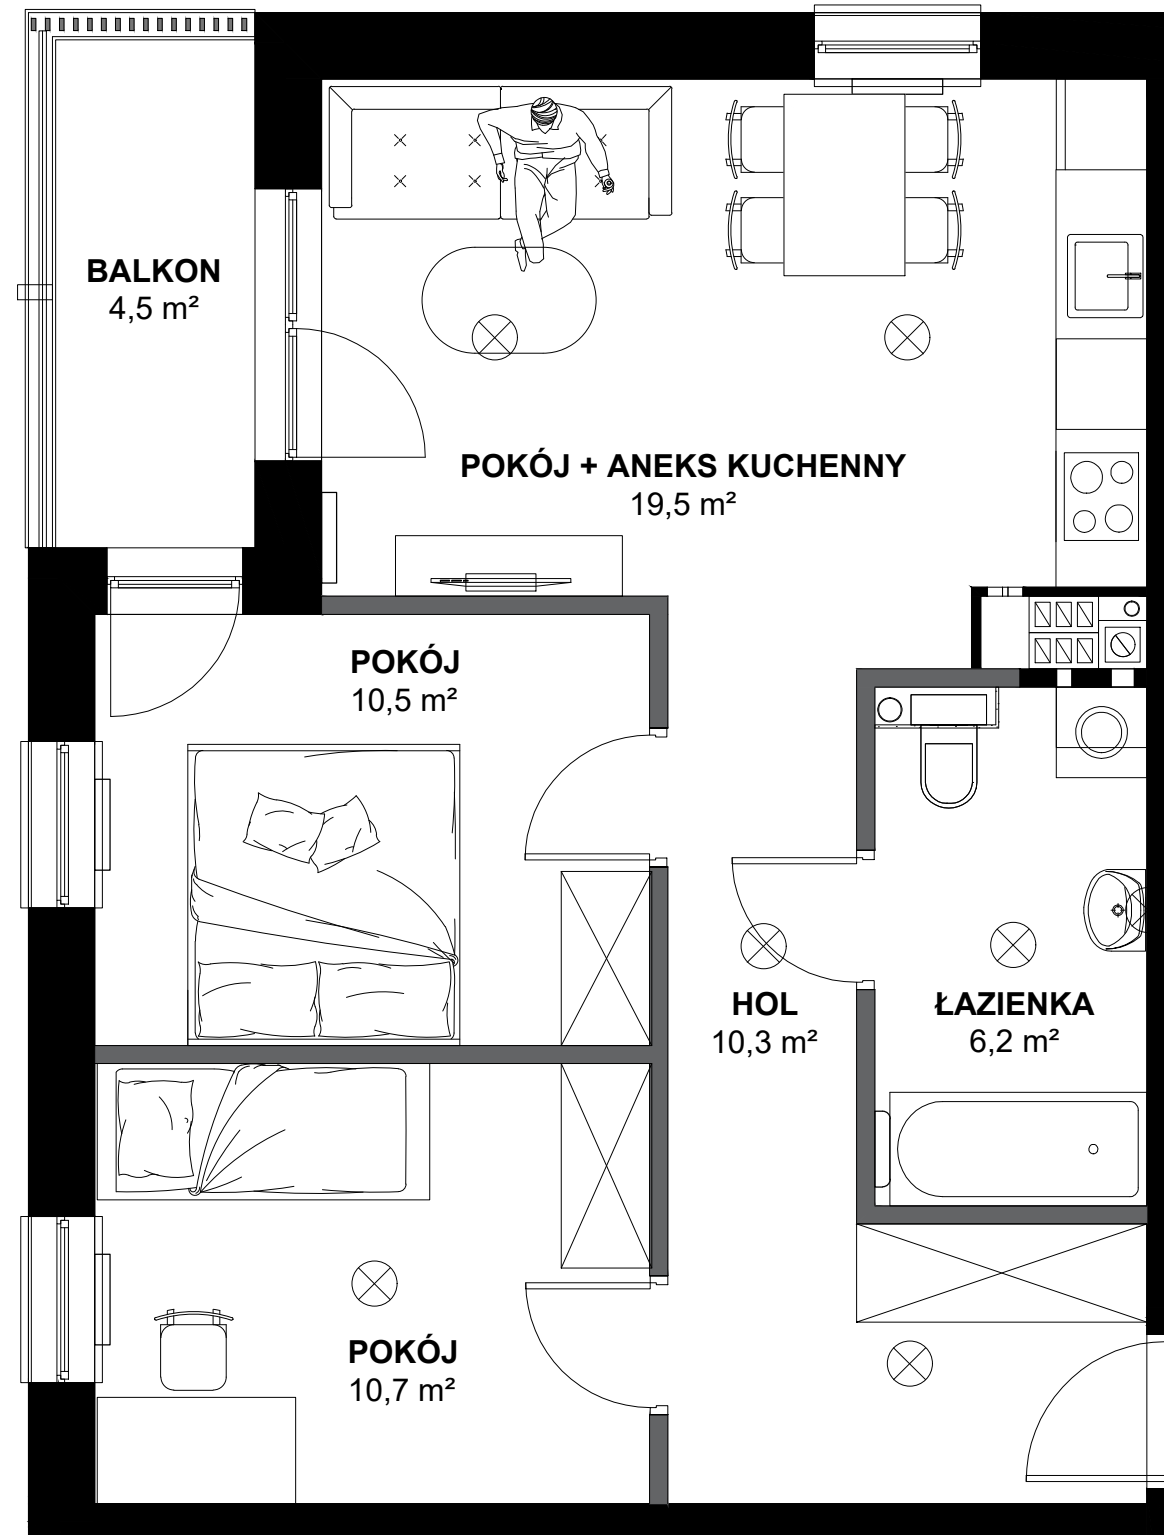 BALKON
4,5 m²
POKÓJ + ANEKS KUCHENNY
19,5 m²
POKÓJ
10,5 m²
HOL
10,3 m²
ŁAZIENKA
6,2 m²
POKÓJ
10,7 m²